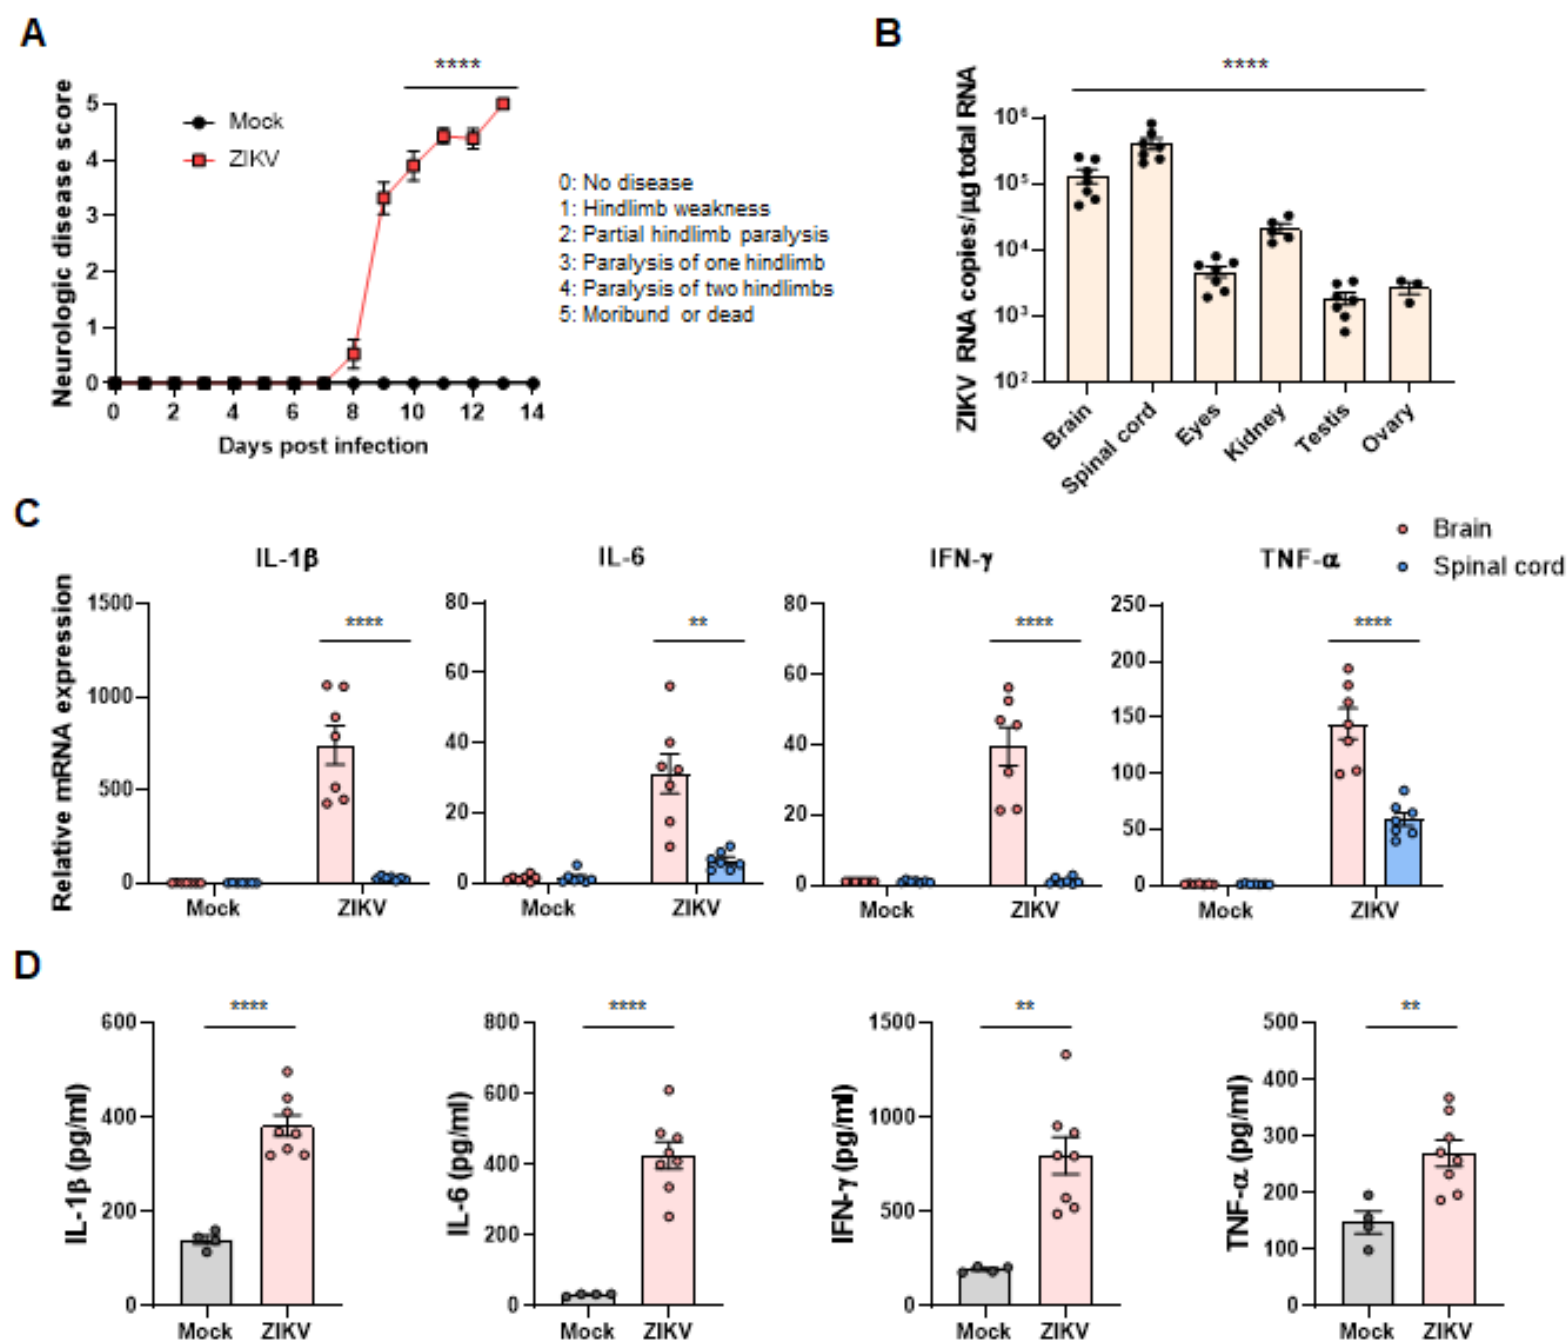 A
****
Neurologic disease score
5
4
3
2
1
0
Mock
ZIKV
0 2 4 6 8 10 12 14
Days post infection
0: No disease
1: Hindlimb weakness
2: Partial hindlimb paralysis
3: Paralysis of one hindlimb
4: Paralysis of two hindlimbs
5: Moribund or dead
B
****
ZIKV RNA copies/µg total RNA
10⁶
10⁵
10⁴
10³
10²
Brain
Spinal cord
Eyes
Kidney
Testis
Ovary
C
Brain
Spinal cord
Relative mRNA expression
IL-1β
****
1500
1000
500
0
Mock ZIKV
IL-6
**
80
60
40
20
0
Mock ZIKV
IFN-γ
****
80
60
40
20
0
Mock ZIKV
TNF-α
****
250
200
150
100
50
0
Mock ZIKV
D
****
IL-1β (pg/ml)
600
400
200
0
Mock ZIKV
****
IL-6 (pg/ml)
800
600
400
200
0
Mock ZIKV
**
IFN-γ (pg/ml)
1500
1000
500
0
Mock ZIKV
**
TNF-α (pg/ml)
500
400
300
200
100
0
Mock ZIKV